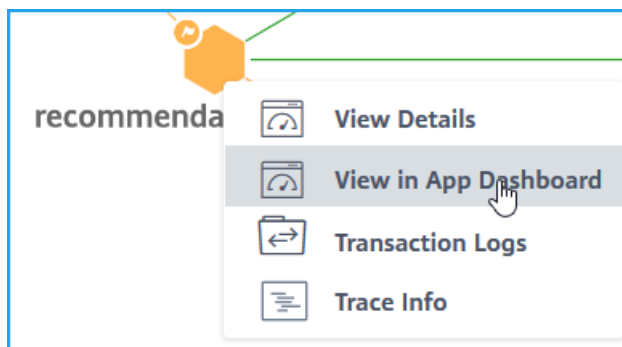 recommenda
View Details
View in App Dashboard
Transaction Logs
Trace Info